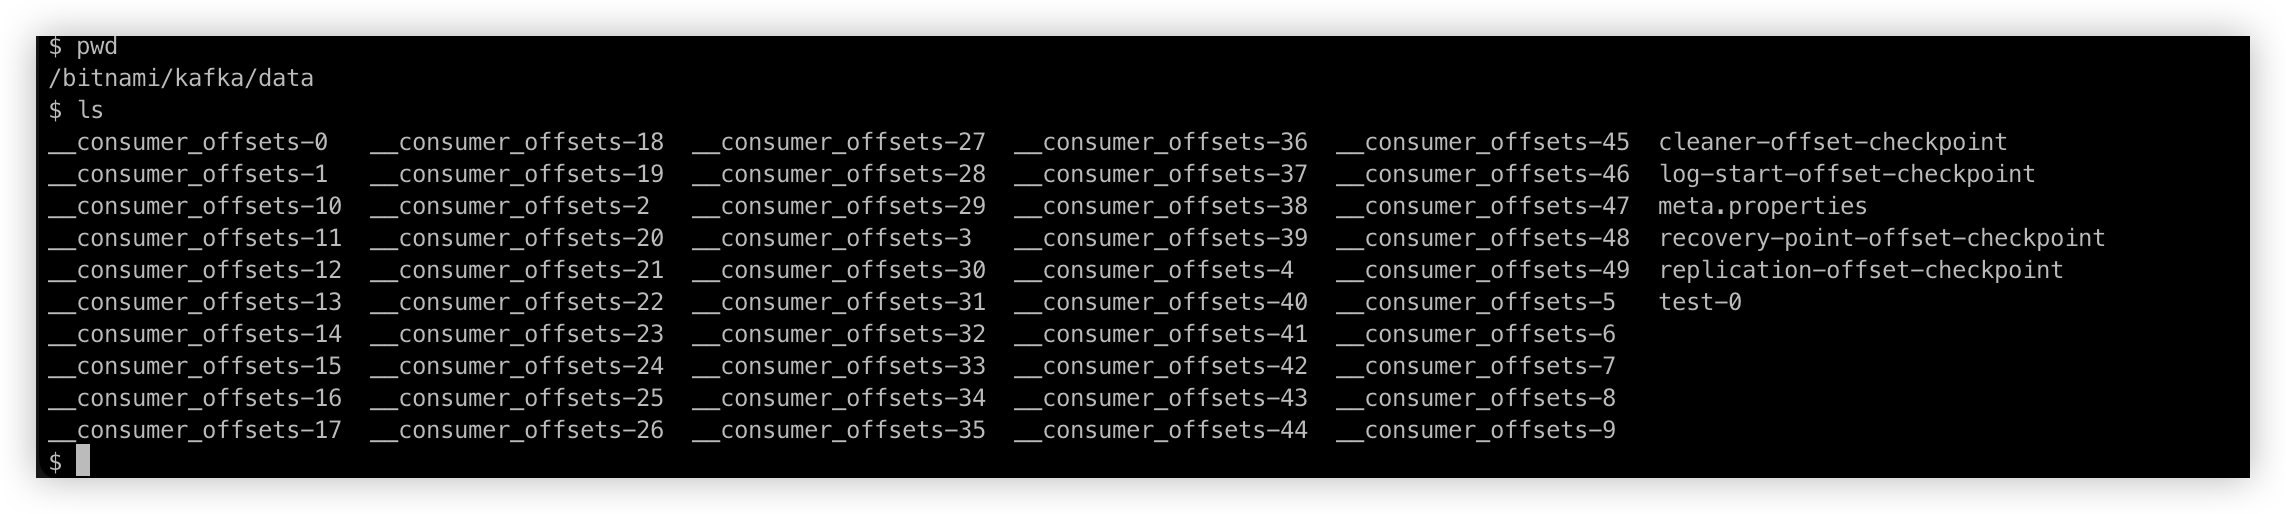 $ pwd
/bitnami/kafka/data
$ ls
__consumer_offsets-0   __consumer_offsets-18  __consumer_offsets-27  __consumer_offsets-36  __consumer_offsets-45  cleaner-offset-checkpoint
__consumer_offsets-1   __consumer_offsets-19  __consumer_offsets-28  __consumer_offsets-37  __consumer_offsets-46  log-start-offset-checkpoint
__consumer_offsets-10  __consumer_offsets-2   __consumer_offsets-29  __consumer_offsets-38  __consumer_offsets-47  meta.properties
__consumer_offsets-11  __consumer_offsets-20  __consumer_offsets-3   __consumer_offsets-39  __consumer_offsets-48  recovery-point-offset-checkpoint
__consumer_offsets-12  __consumer_offsets-21  __consumer_offsets-30  __consumer_offsets-4   __consumer_offsets-49  replication-offset-checkpoint
__consumer_offsets-13  __consumer_offsets-22  __consumer_offsets-31  __consumer_offsets-40  __consumer_offsets-5   test-0
__consumer_offsets-14  __consumer_offsets-23  __consumer_offsets-32  __consumer_offsets-41  __consumer_offsets-6
__consumer_offsets-15  __consumer_offsets-24  __consumer_offsets-33  __consumer_offsets-42  __consumer_offsets-7
__consumer_offsets-16  __consumer_offsets-25  __consumer_offsets-34  __consumer_offsets-43  __consumer_offsets-8
__consumer_offsets-17  __consumer_offsets-26  __consumer_offsets-35  __consumer_offsets-44  __consumer_offsets-9
$